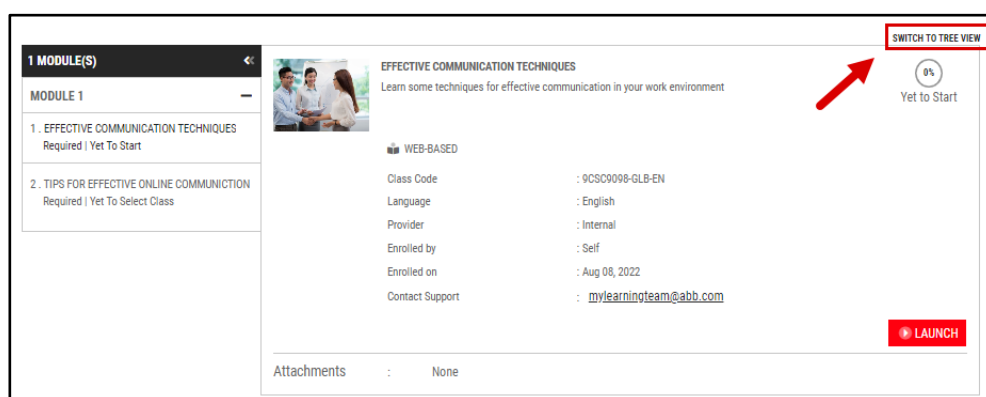 SWITCH TO TREE VIEW
1 MODULE(S)
MODULE 1
1 . EFFECTIVE COMMUNICATION TECHNIQUES
Required | Yet To Start
2 . TIPS FOR EFFECTIVE ONLINE COMMUNICTION
Required | Yet To Select Class
EFFECTIVE COMMUNICATION TECHNIQUES
Learn some techniques for effective communication in your work environment
0%
Yet to Start
WEB-BASED
Class Code : 9CSC9098-GLB-EN
Language : English
Provider : Internal
Enrolled by : Self
Enrolled on : Aug 08, 2022
Contact Support : mylearningteam@abb.com
LAUNCH
Attachments : None